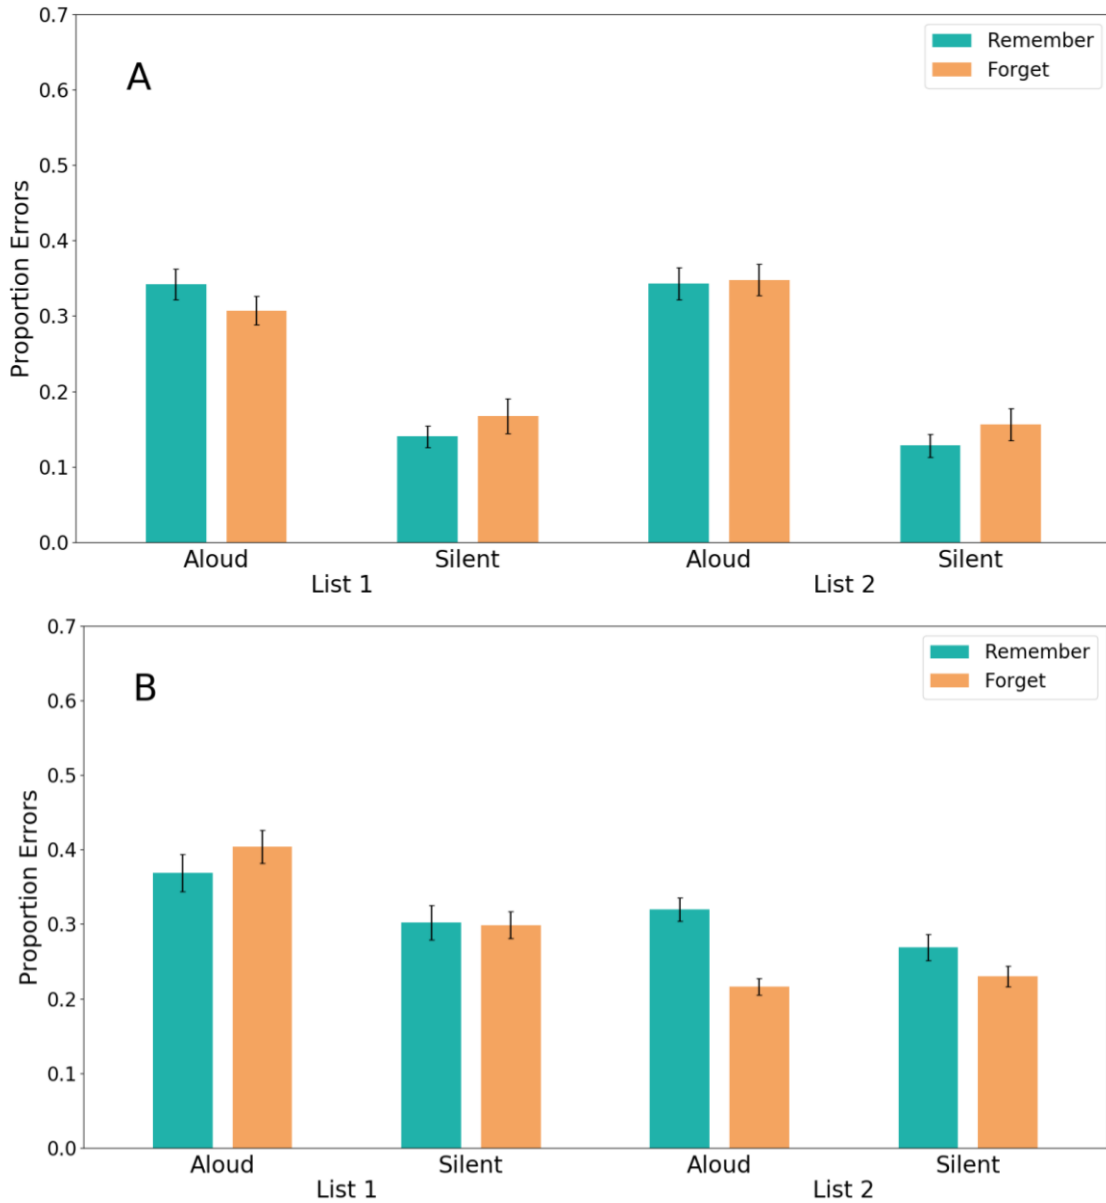 0.7
Remember
Forget
A
0.6
0.5
Proportion Errors
0.4
0.3
0.2
0.1
0.0
Aloud Silent Aloud Silent
List 1 List 2
0.7
Remember
Forget
B
0.6
0.5
Proportion Errors
0.4
0.3
0.2
0.1
0.0
Aloud Silent Aloud Silent
List 1 List 2